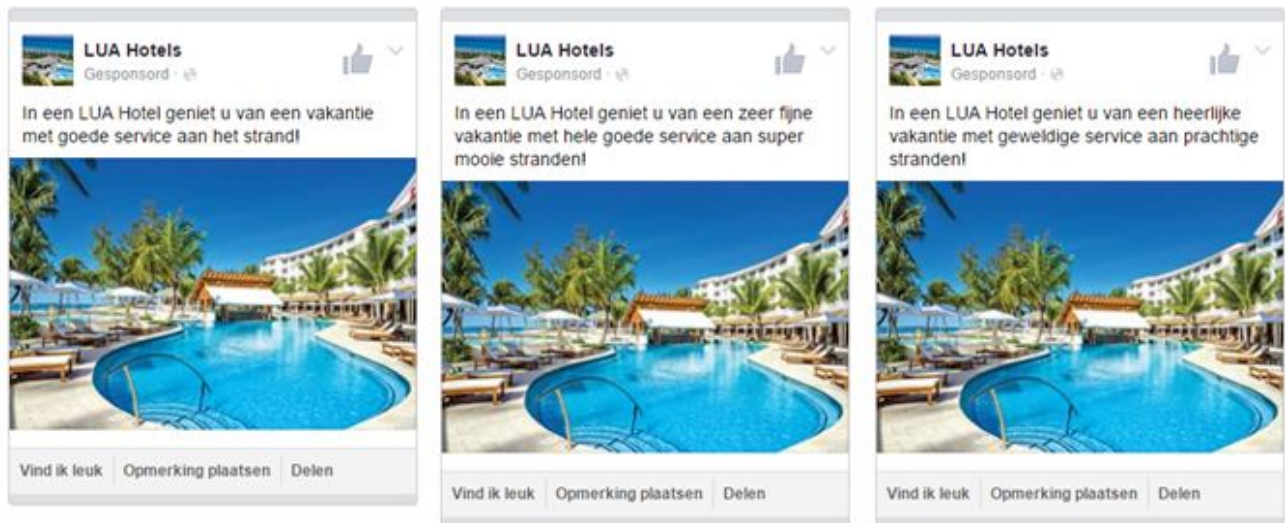 LUA Hotels
Gesponsord
In een LUA Hotel geniet u van een vakantie
met goede service aan het strand!
Vind ik leuk Opmerking plaatsen Delen
LUA Hotels
Gesponsord
In een LUA Hotel geniet u van een zeer fijne
vakantie met hele goede service aan super
mooie stranden!
Vind ik leuk Opmerking plaatsen Delen
LUA Hotels
Gesponsord
In een LUA Hotel geniet u van een heerlijke
vakantie met geweldige service aan prachtige
stranden!
Vind ik leuk Opmerking plaatsen Delen